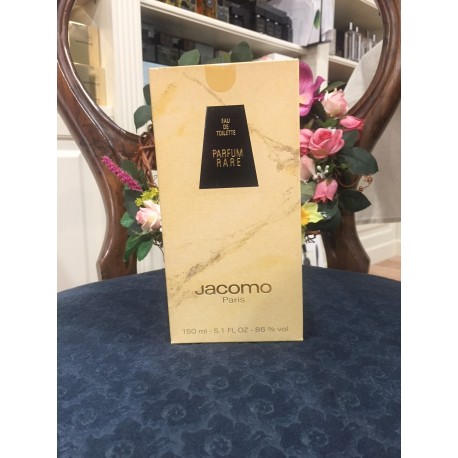 EAU
DE
TOILETTE
PARFUM
RARE
Jacomo
Paris
150 ml - 5.1 FL OZ - 86 % vol